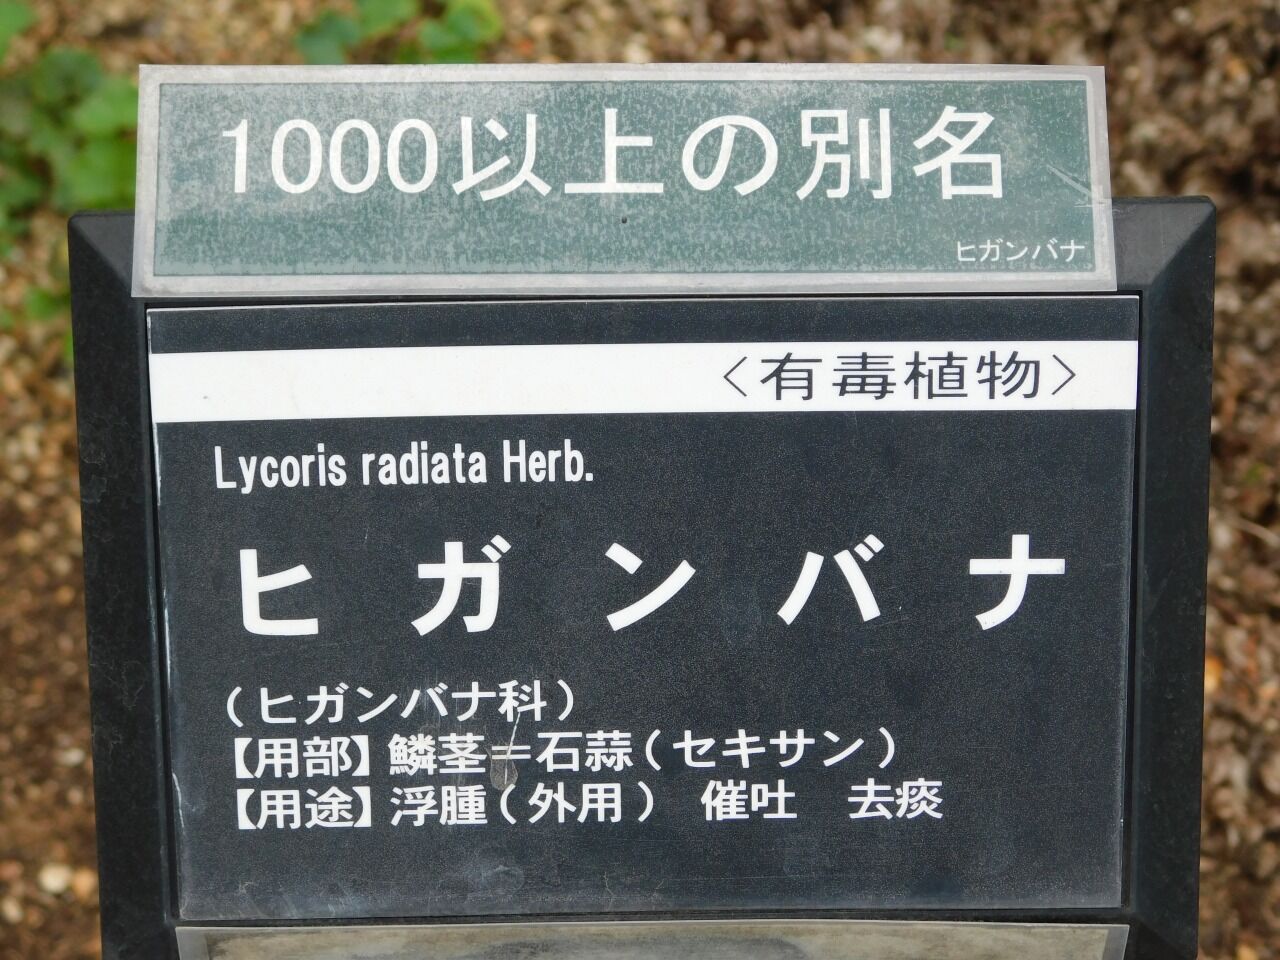 1000以上の別名
ヒガンバナ
〈有毒植物〉
Lycoris radiata Herb.
ヒガンバナ
（ヒガンバナ科）
【用部】鱗茎＝石蒜（セキサン）
【用途】浮腫（外用）　催吐　去痰